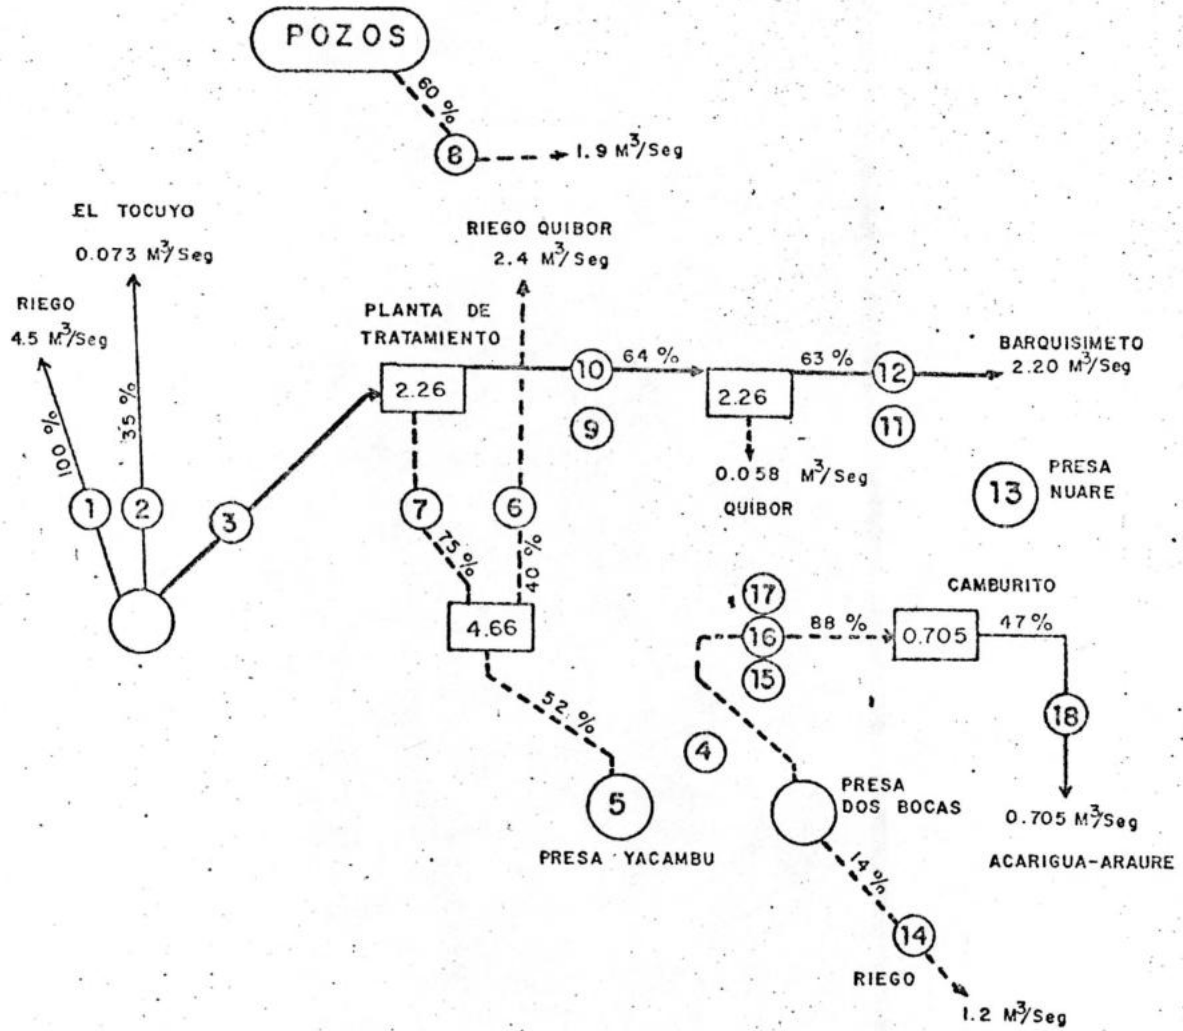 POZOS
60 %
8
1.9 M³/Seg
EL TOCUYO
0.073 M³/Seg
RIEGO
4.5 M³/Seg
RIEGO QUIBOR
2.4 M³/Seg
PLANTA DE
TRATAMIENTO
2.26
10
64 %
9
2.26
63 %
12
11
BARQUISIMETO
2.20 M³/Seg
0.058 M³/Seg
QUIBOR
13
PRESA
NUARE
100 %
35 %
1
2
3
7
6
75 %
40 %
4.66
52 %
5
PRESA YACAMBU
4
17
16
15
88 %
CAMBURITO
0.705
47 %
18
0.705 M³/Seg
ACARIGUA-ARAURE
PRESA
DOS BOCAS
14 %
14
RIEGO
1.2 M³/Seg